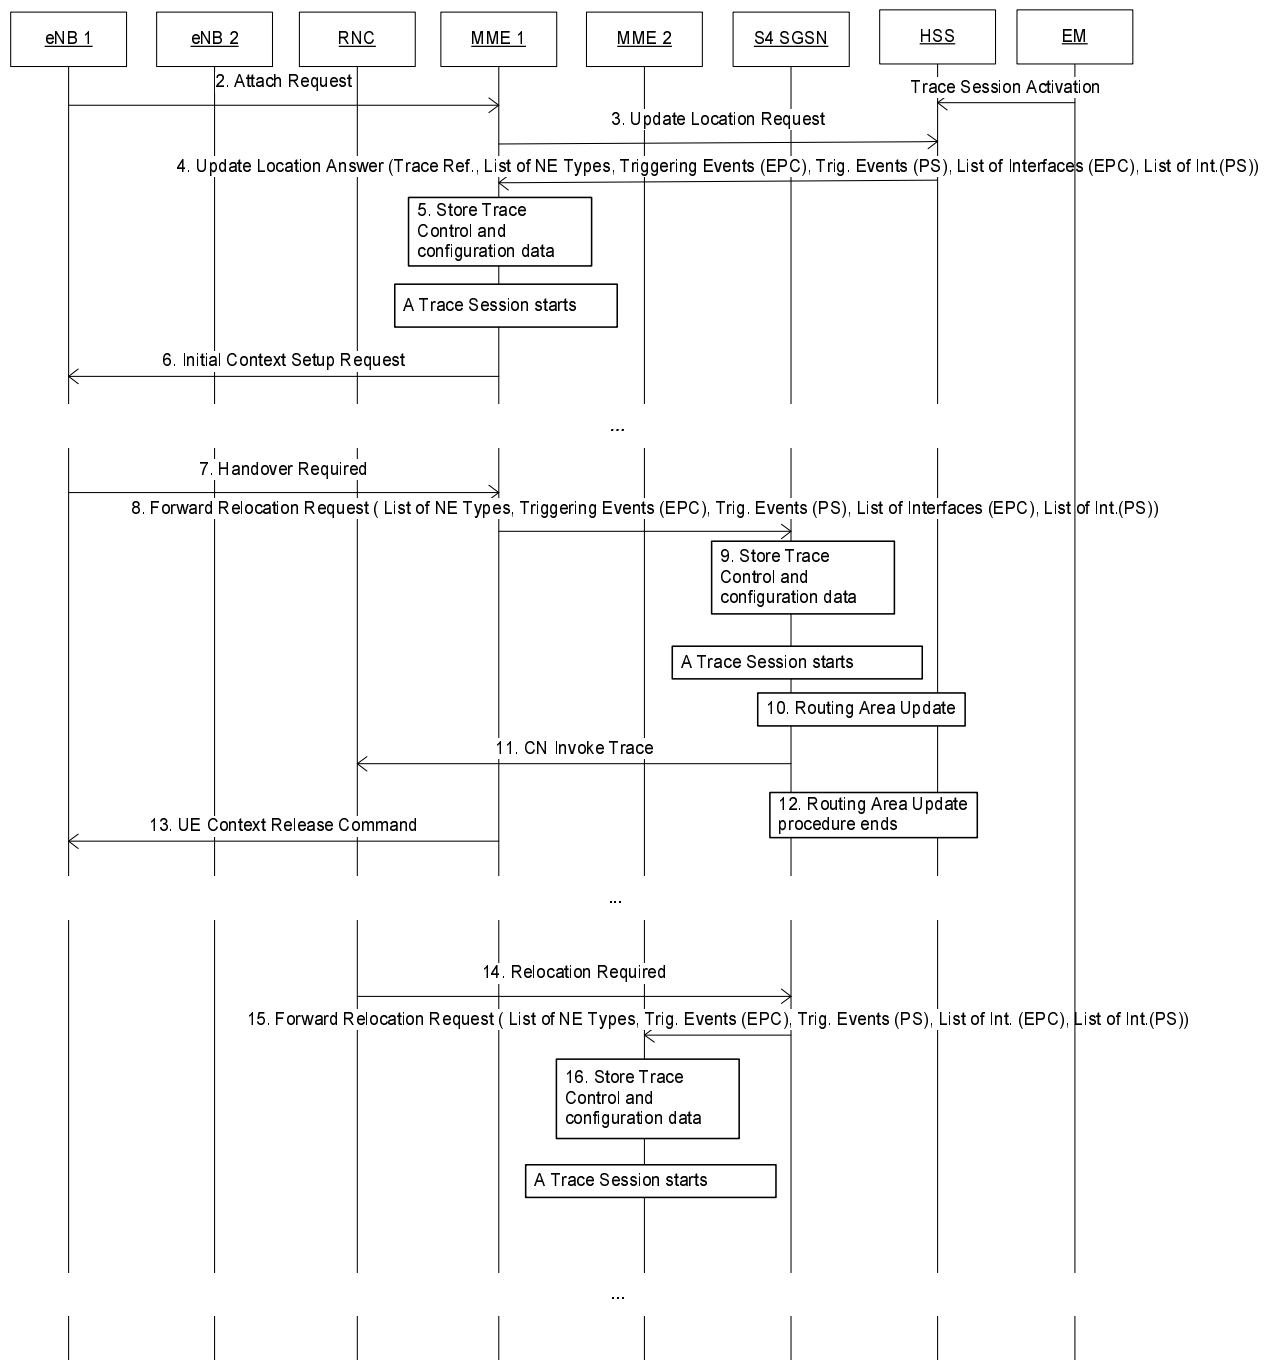 eNB 1
eNB 2
RNC
MME 1
MME 2
S4 SGSN
HSS
EM
2. Attach Request
Trace Session Activation
3. Update Location Request
4. Update Location Answer (Trace Ref., List of NE Types, Triggering Events (EPC), Trig. Events (PS), List of Interfaces (EPC), List of Int.(PS))
5. Store Trace
Control and
configuration data
A Trace Session starts
6. Initial Context Setup Request
...
7. Handover Required
8. Forward Relocation Request ( List of NE Types, Triggering Events (EPC), Trig. Events (PS), List of Interfaces (EPC), List of Int.(PS))
9. Store Trace
Control and
configuration data
A Trace Session starts
10. Routing Area Update
11. CN Invoke Trace
12. Routing Area Update
procedure ends
13. UE Context Release Command
...
14. Relocation Required
15. Forward Relocation Request ( List of NE Types, Trig. Events (EPC), Trig. Events (PS), List of Int. (EPC), List of Int.(PS))
16. Store Trace
Control and
configuration data
A Trace Session starts
...